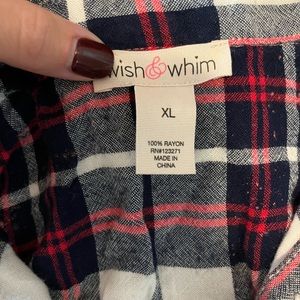 wish & whim
XL
100% RAYON
RN#123271
MADE IN
CHINA